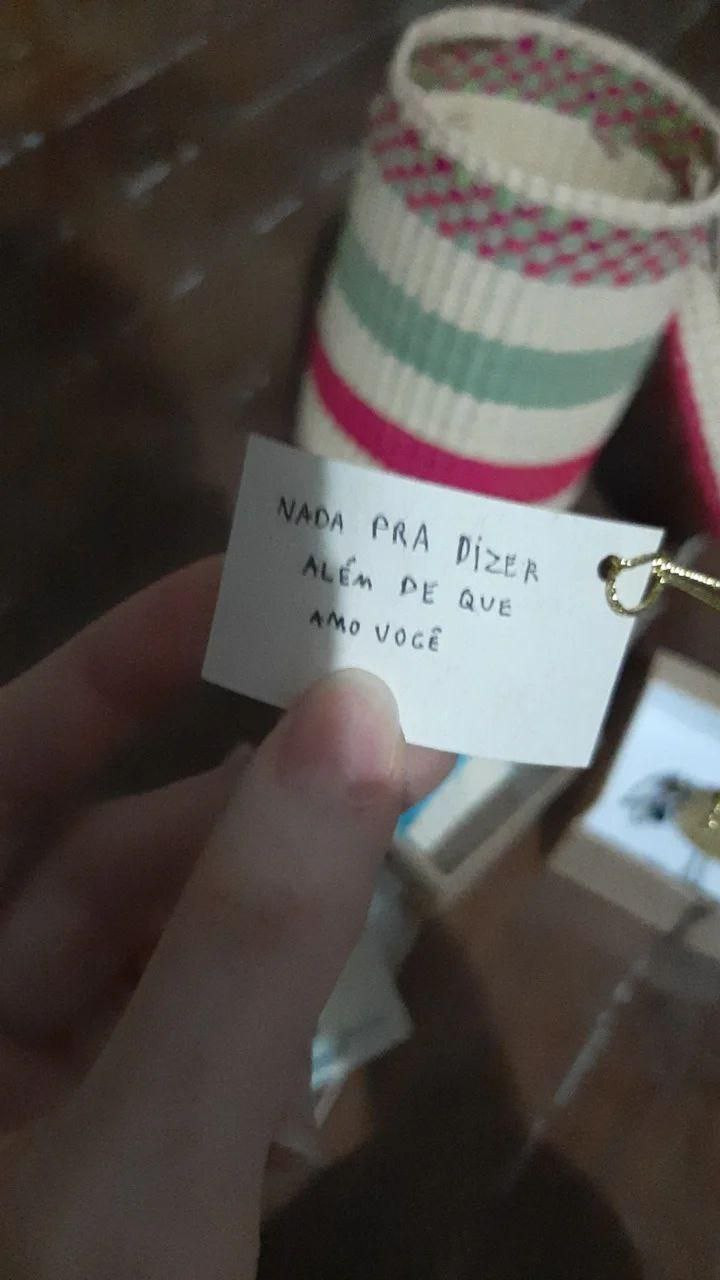 NADA PRA DIZER
ALÉM DE QUE
AMO VOCÊ